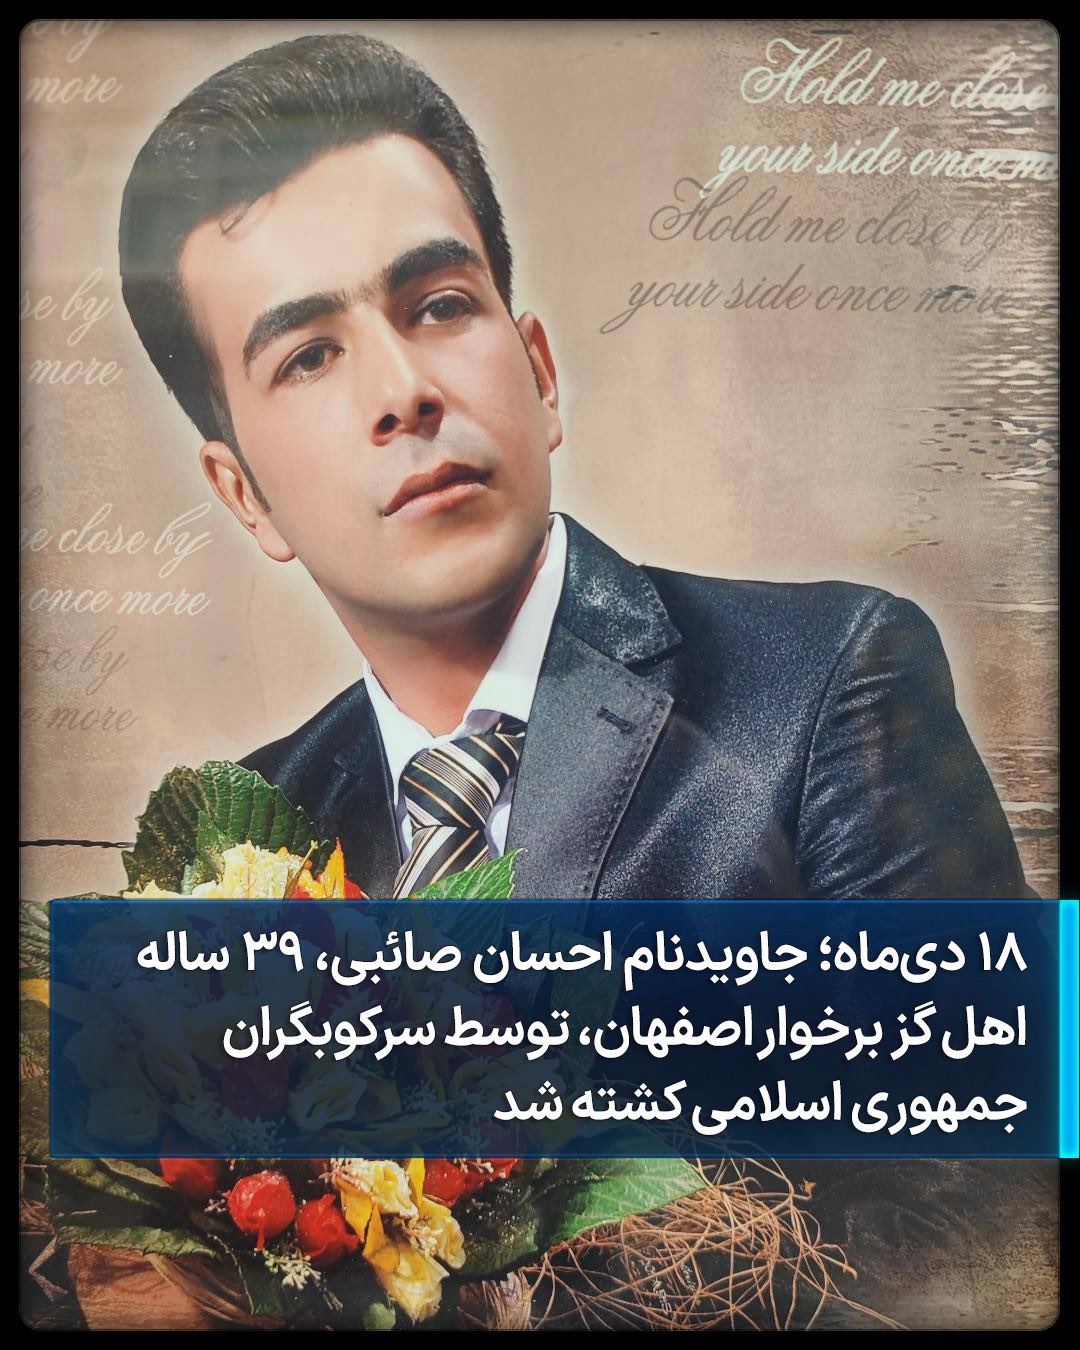 Hold me close
your side once m
Hold me close by
your side once more
more
se by
more
e close by
once more
se by
more
۱۸ دی‌ماه؛ جاویدنام احسان صائبی، ۳۹ ساله
اهل گز برخوار اصفهان، توسط سرکوبگران
جمهوری اسلامی کشته شد